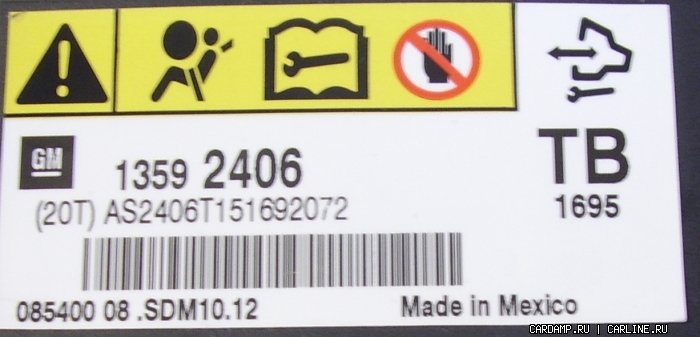 GM
1359 2406
TB
1695
(20T) AS2406T151692072
085400 08 .SDM10.12
Made in Mexico
CARDAMP.RU | CARLINE.RU